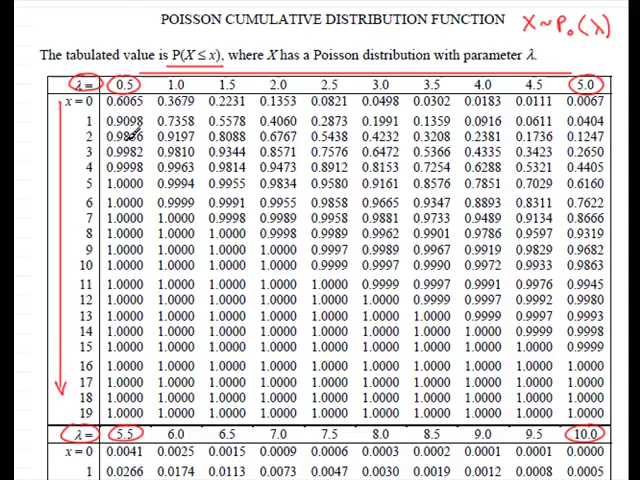 POISSON CUMULATIVE DISTRIBUTION FUNCTION X~Po(λ)
The tabulated value is P(X ≤ x), where X has a Poisson distribution with parameter λ.
λ = 0.5 1.0 1.5 2.0 2.5 3.0 3.5 4.0 4.5 5.0
x = 0 0.6065 0.3679 0.2231 0.1353 0.0821 0.0498 0.0302 0.0183 0.0111 0.0067
1 0.9098 0.7358 0.5578 0.4060 0.2873 0.1991 0.1359 0.0916 0.0611 0.0404
2 0.9856 0.9197 0.8088 0.6767 0.5438 0.4232 0.3208 0.2381 0.1736 0.1247
3 0.9982 0.9810 0.9344 0.8571 0.7576 0.6472 0.5366 0.4335 0.3423 0.2650
4 0.9998 0.9963 0.9814 0.9473 0.8912 0.8153 0.7254 0.6288 0.5321 0.4405
5 1.0000 0.9994 0.9955 0.9834 0.9580 0.9161 0.8576 0.7851 0.7029 0.6160
6 1.0000 0.9999 0.9991 0.9955 0.9858 0.9665 0.9347 0.8893 0.8311 0.7622
7 1.0000 1.0000 0.9998 0.9989 0.9958 0.9881 0.9733 0.9489 0.9134 0.8666
8 1.0000 1.0000 1.0000 0.9998 0.9989 0.9962 0.9901 0.9786 0.9597 0.9319
9 1.0000 1.0000 1.0000 1.0000 0.9997 0.9989 0.9967 0.9919 0.9829 0.9682
10 1.0000 1.0000 1.0000 1.0000 0.9999 0.9997 0.9990 0.9972 0.9933 0.9863
11 1.0000 1.0000 1.0000 1.0000 1.0000 0.9999 0.9997 0.9991 0.9976 0.9945
12 1.0000 1.0000 1.0000 1.0000 1.0000 1.0000 0.9999 0.9997 0.9992 0.9980
13 1.0000 1.0000 1.0000 1.0000 1.0000 1.0000 1.0000 0.9999 0.9997 0.9993
14 1.0000 1.0000 1.0000 1.0000 1.0000 1.0000 1.0000 1.0000 0.9999 0.9998
15 1.0000 1.0000 1.0000 1.0000 1.0000 1.0000 1.0000 1.0000 1.0000 0.9999
16 1.0000 1.0000 1.0000 1.0000 1.0000 1.0000 1.0000 1.0000 1.0000 1.0000
17 1.0000 1.0000 1.0000 1.0000 1.0000 1.0000 1.0000 1.0000 1.0000 1.0000
18 1.0000 1.0000 1.0000 1.0000 1.0000 1.0000 1.0000 1.0000 1.0000 1.0000
19 1.0000 1.0000 1.0000 1.0000 1.0000 1.0000 1.0000 1.0000 1.0000 1.0000
λ = 5.5 6.0 6.5 7.0 7.5 8.0 8.5 9.0 9.5 10.0
x = 0 0.0041 0.0025 0.0015 0.0009 0.0006 0.0003 0.0002 0.0001 0.0001 0.0000
1 0.0266 0.0174 0.0113 0.0073 0.0047 0.0030 0.0019 0.0012 0.0008 0.0005